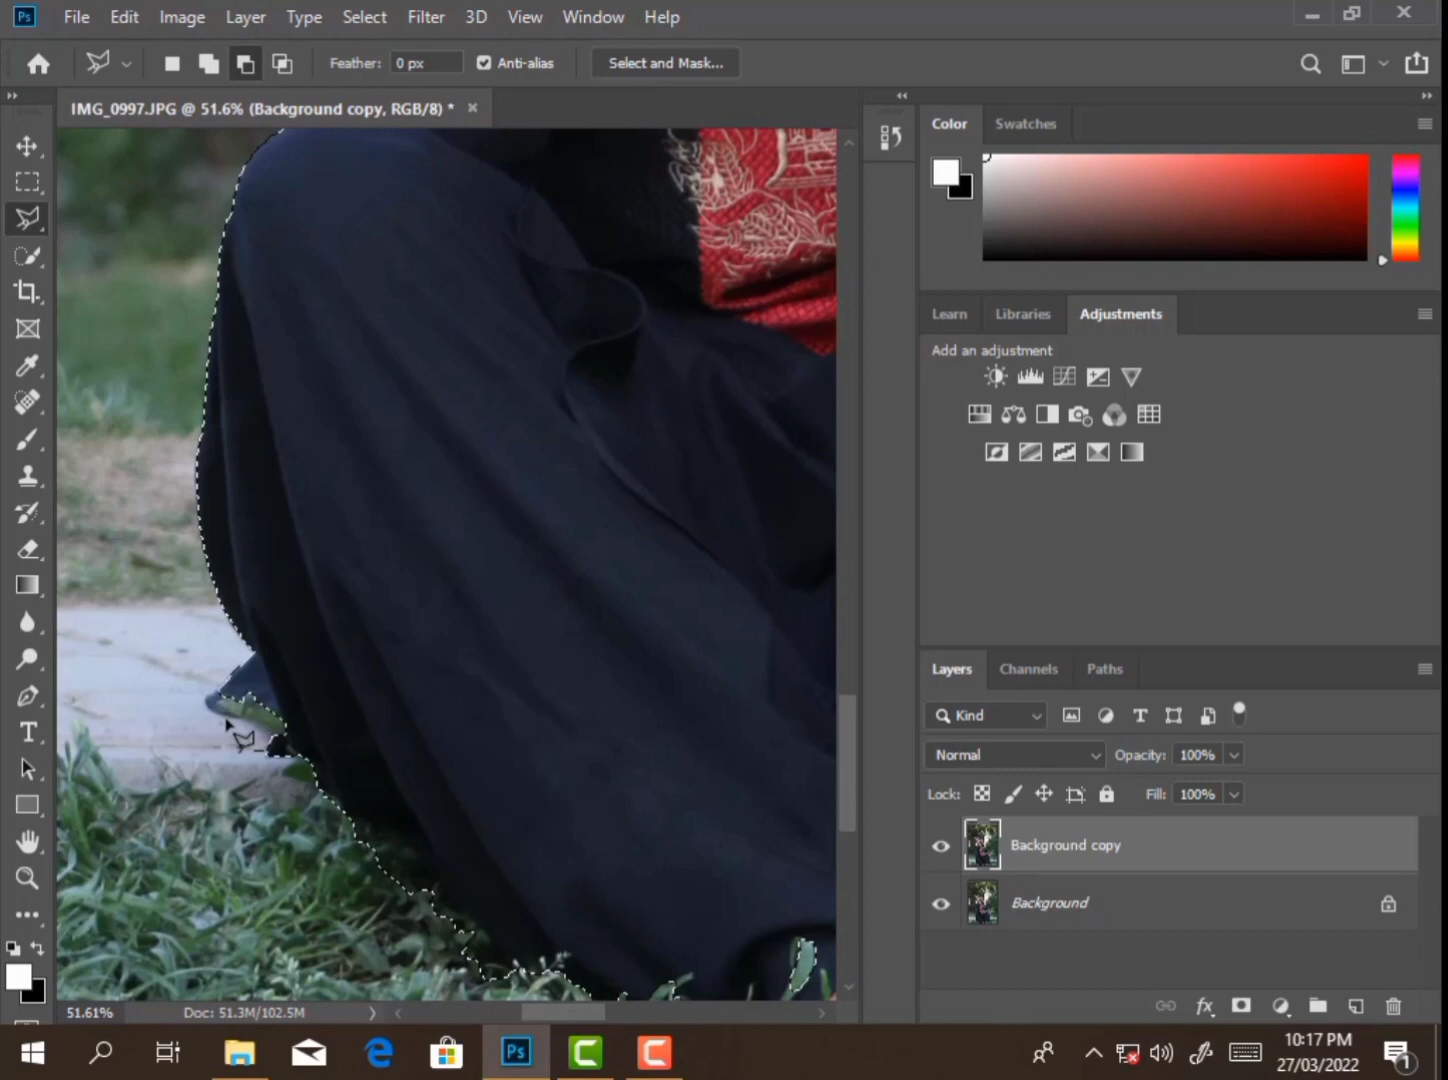 Ps File Edit Image Layer Type Select Filter 3D View Window Help
Feather: 0 px Anti-alias Select and Mask...
IMG_0997.JPG @ 51.6% (Background copy, RGB/8) *
Color Swatches
Learn Libraries Adjustments
Add an adjustment
Layers Channels Paths
Kind
Normal Opacity: 100%
Lock: Fill: 100%
Background copy
Background
51.61% Doc: 51.3M/102.5M
Ps
10:17 PM
27/03/2022
1